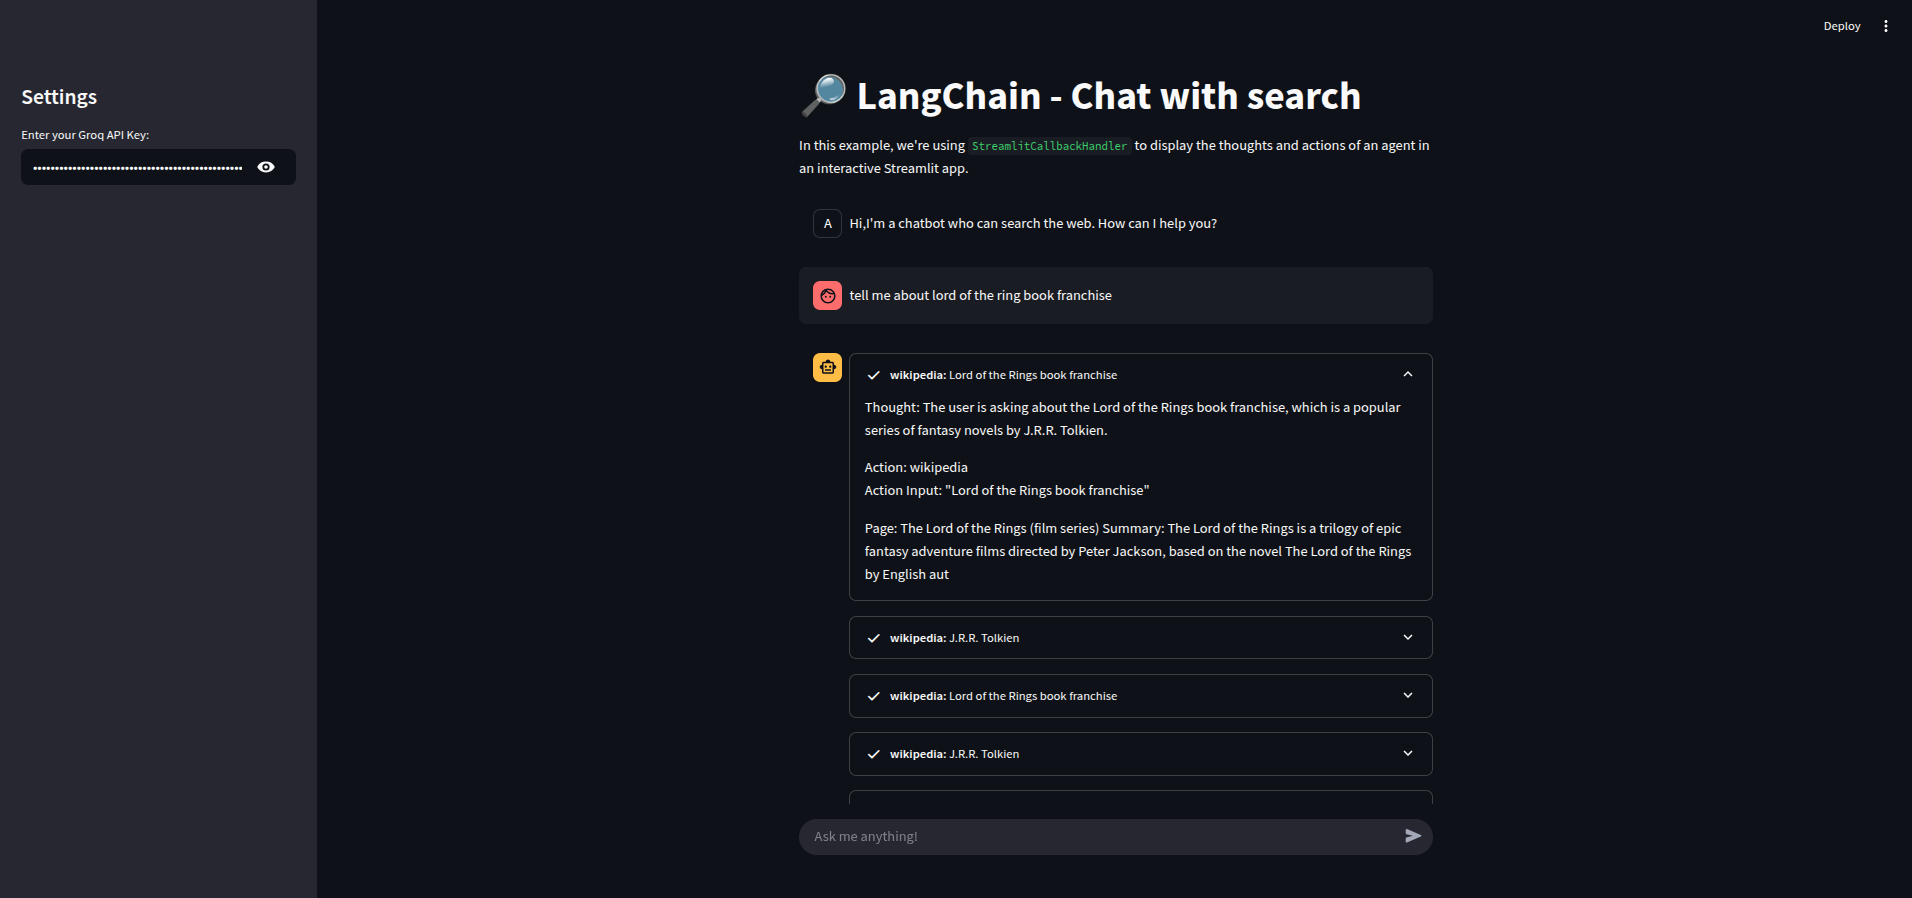 Deploy
Settings
Enter your Groq API Key:
LangChain - Chat with search
In this example, we're using StreamlitCallbackHandler to display the thoughts and actions of an agent in
an interactive Streamlit app.
A
Hi,I'm a chatbot who can search the web. How can I help you?
tell me about lord of the ring book franchise
wikipedia: Lord of the Rings book franchise
Thought: The user is asking about the Lord of the Rings book franchise, which is a popular
series of fantasy novels by J.R.R. Tolkien.
Action: wikipedia
Action Input: "Lord of the Rings book franchise"
Page: The Lord of the Rings (film series) Summary: The Lord of the Rings is a trilogy of epic
fantasy adventure films directed by Peter Jackson, based on the novel The Lord of the Rings
by English aut
wikipedia: J.R.R. Tolkien
wikipedia: Lord of the Rings book franchise
wikipedia: J.R.R. Tolkien
Ask me anything!